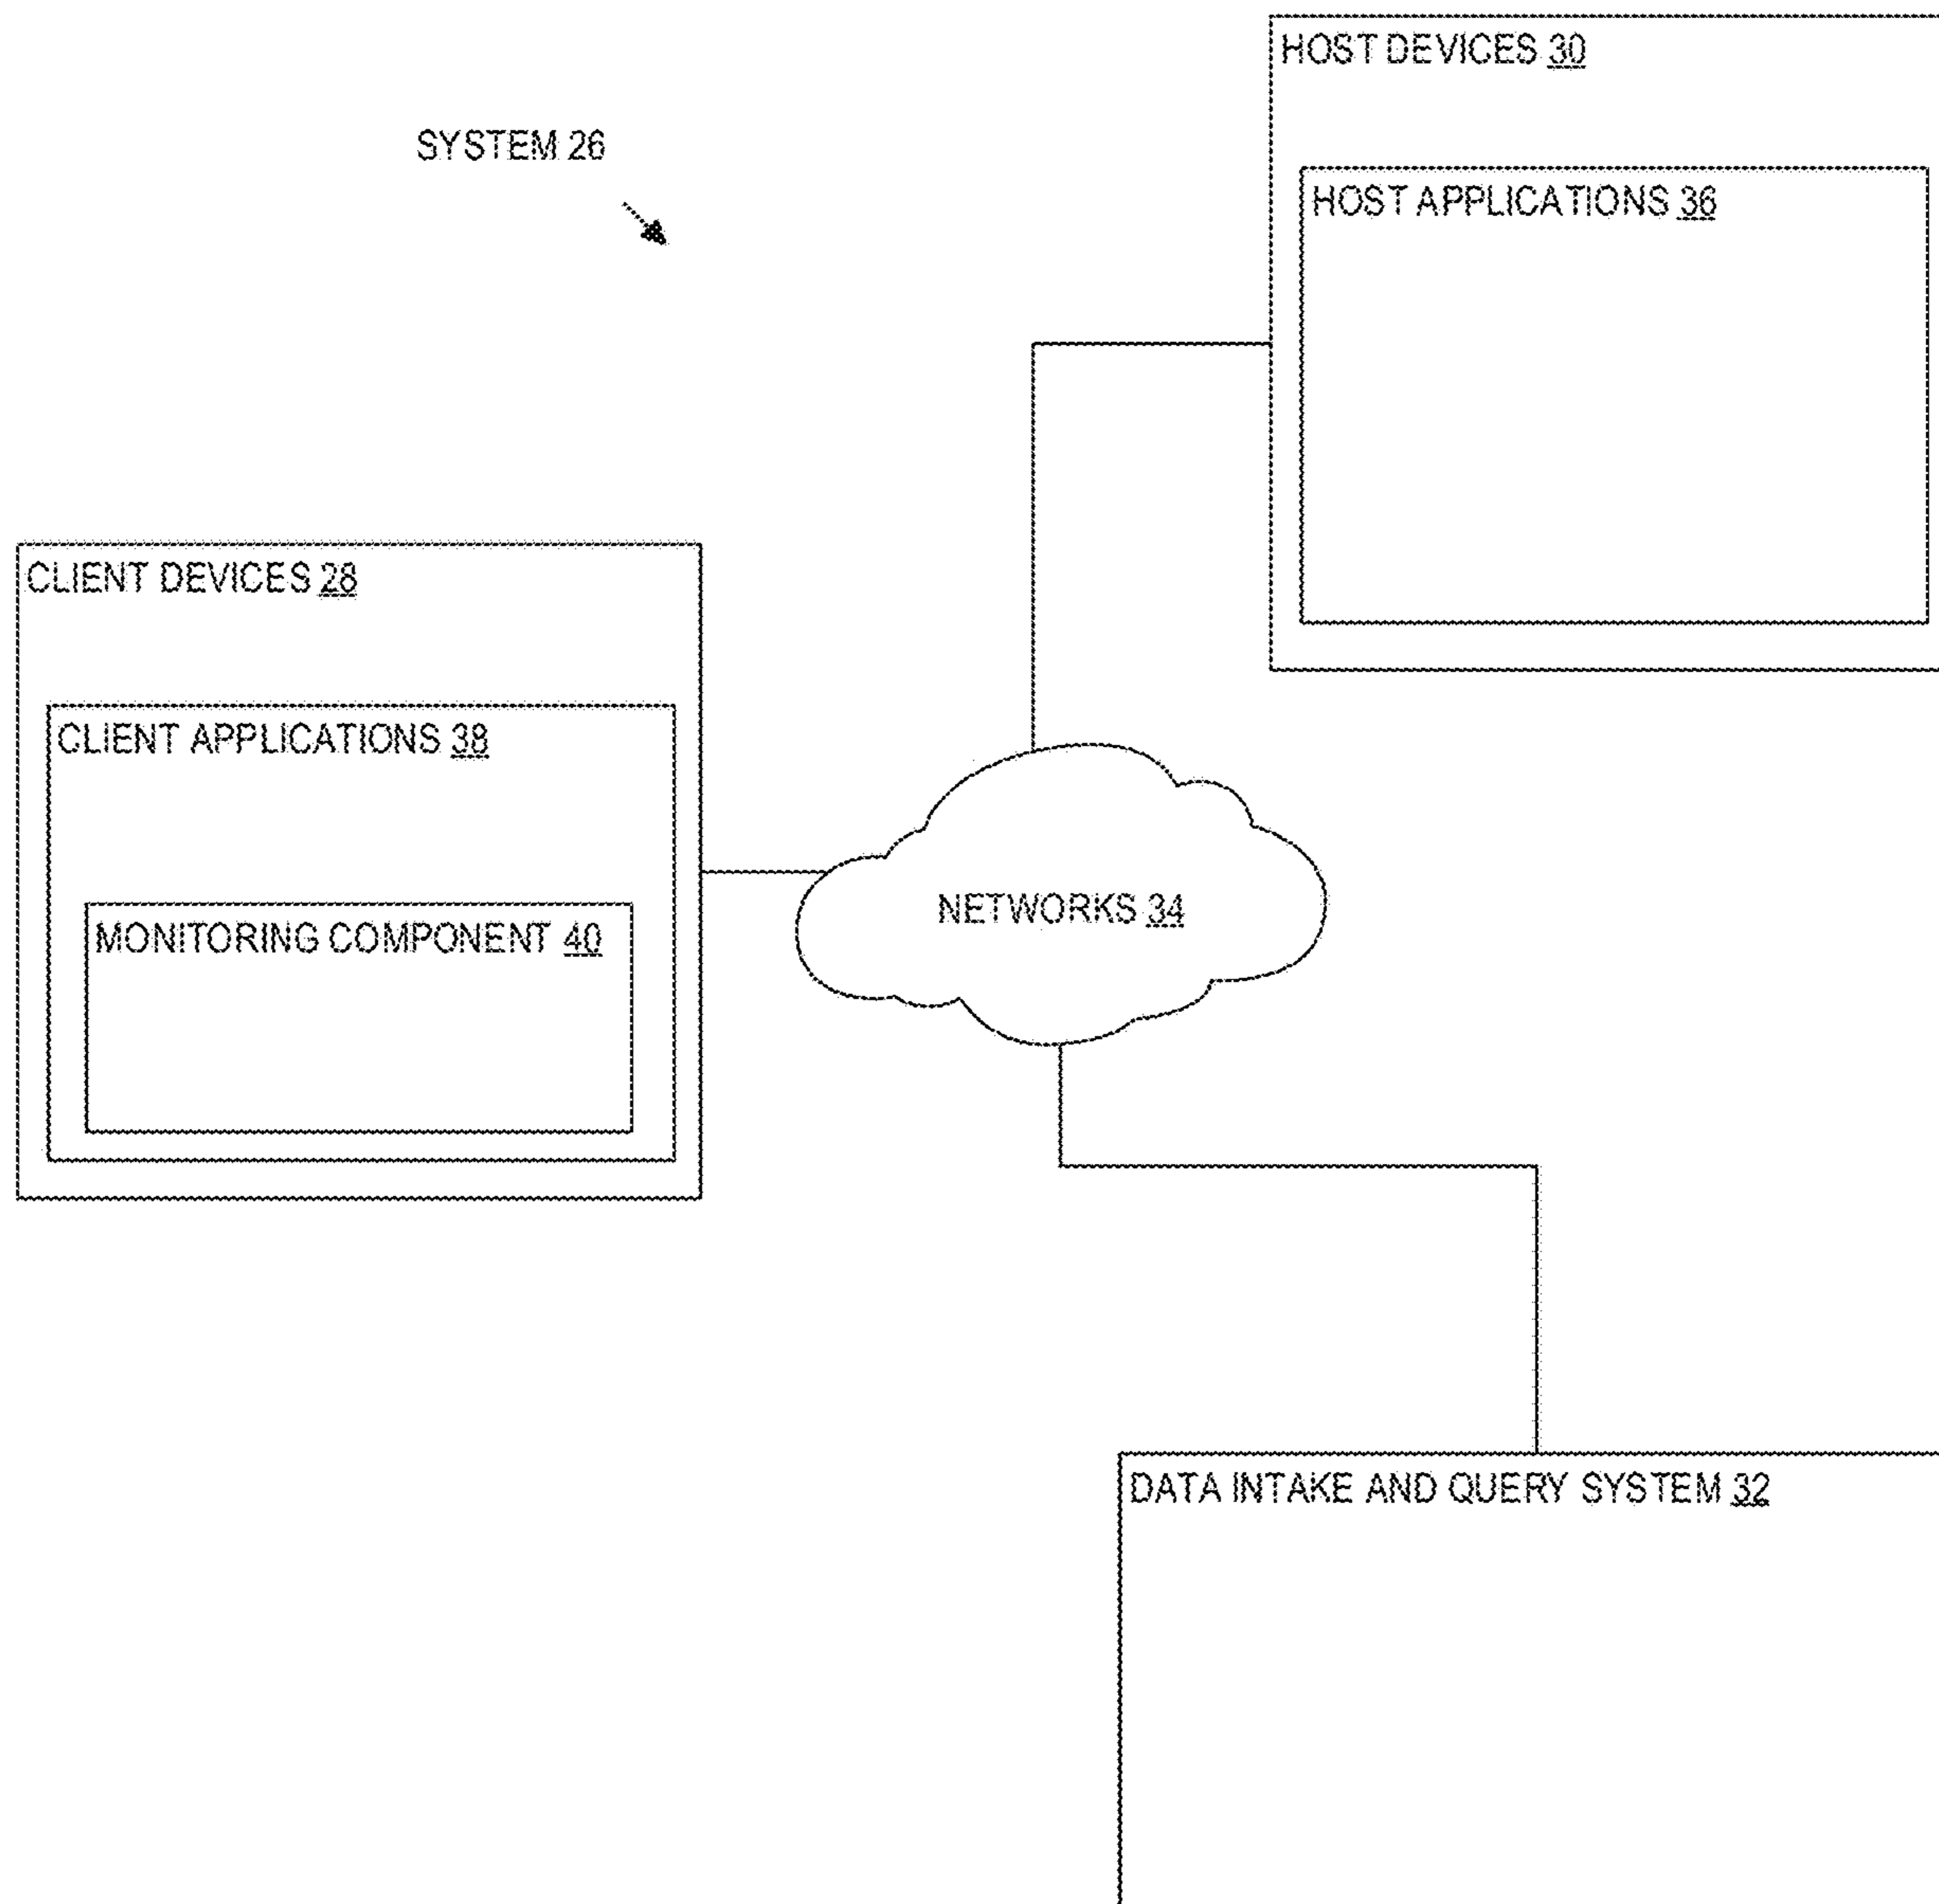 HOST DEVICES 30
SYSTEM 26
HOST APPLICATIONS 36
CLIENT DEVICES 28
CLIENT APPLICATIONS 38
NETWORKS 34
MONITORING COMPONENT 40
DATA INTAKE AND QUERY SYSTEM 32